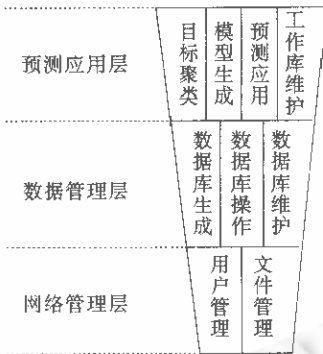 预测应用层
目标聚类
模型生成
预测应用
工作库维护
数据管理层
数据库生成
数据库操作
数据库维护
网络管理层
用户管理
文件管理